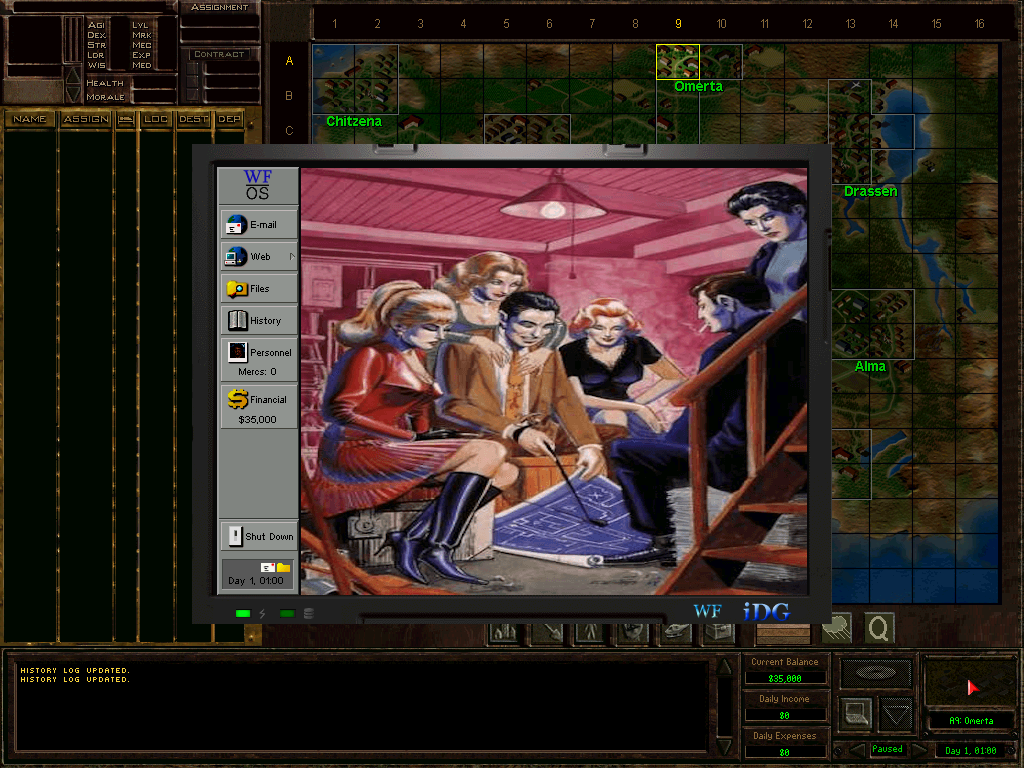 ASSIGNMENT
AGI LVL
DEX MRK
STR MEC
LDR EXP
WIS MED
CONTRACT
HEALTH
MORALE
NAME ASSIGN LOC DEST DEP
1 2 3 4 5 6 7 8 9 10 11 12 13 14 15 16
A
B
C
Omerta
Chitzena
Drassen
Alma
WF
OS
E-mail
Web
Files
History
Personnel
Mercs: 0
Financial
$35,000
Shut Down
Day 1, 01:00
WF iDG
Q
HISTORY LOG UPDATED.
HISTORY LOG UPDATED.
Current Balance
$35,000
Daily Income
$0
Daily Expenses
$0
A9: Omerta
Paused
Day 1, 01:00